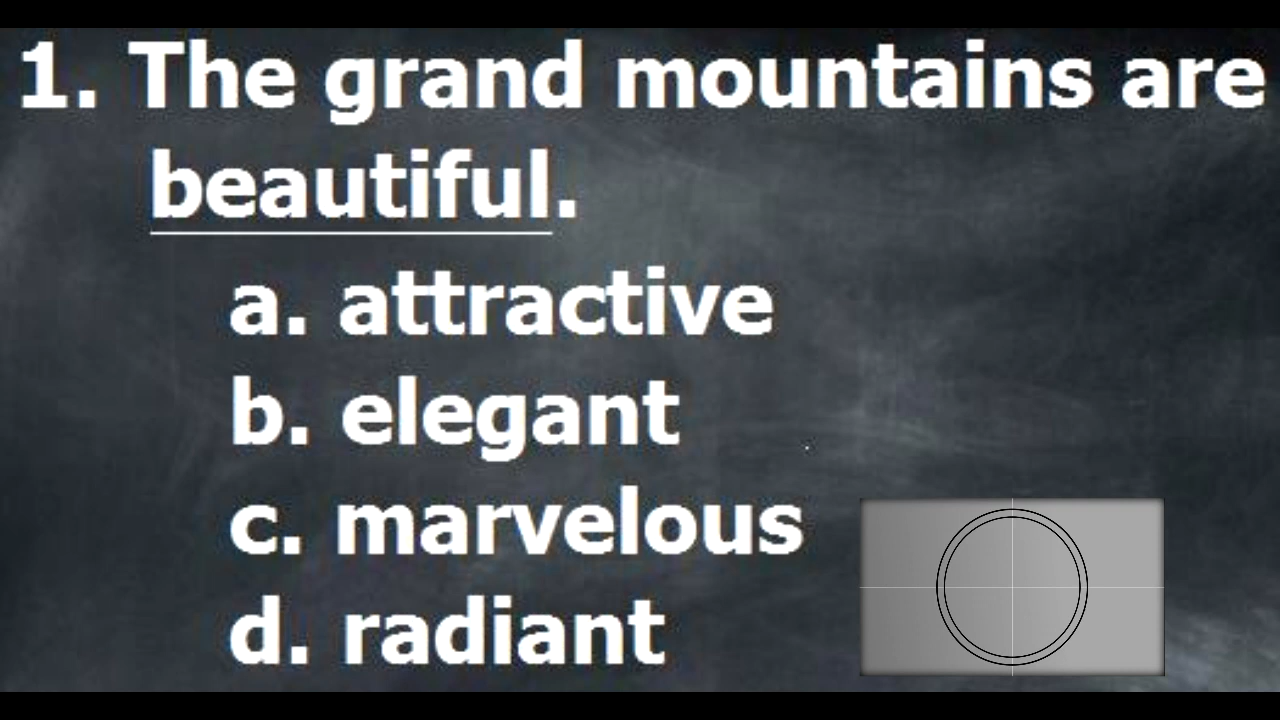 1. The grand mountains are
beautiful.
a. attractive
b. elegant
c. marvelous
d. radiant